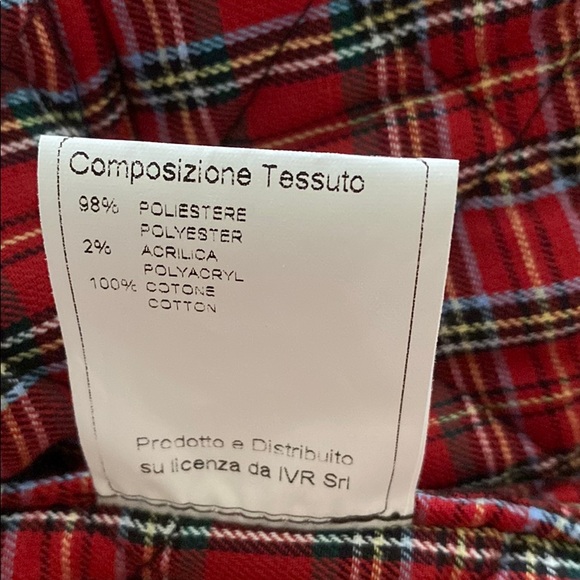 Composizione Tessuto
98% POLIESTERE
POLYESTER
2% ACRILICA
POLYACRYL
100% COTONE
COTTON
Prodotto e Distribuito
su licenza da IVR Srl